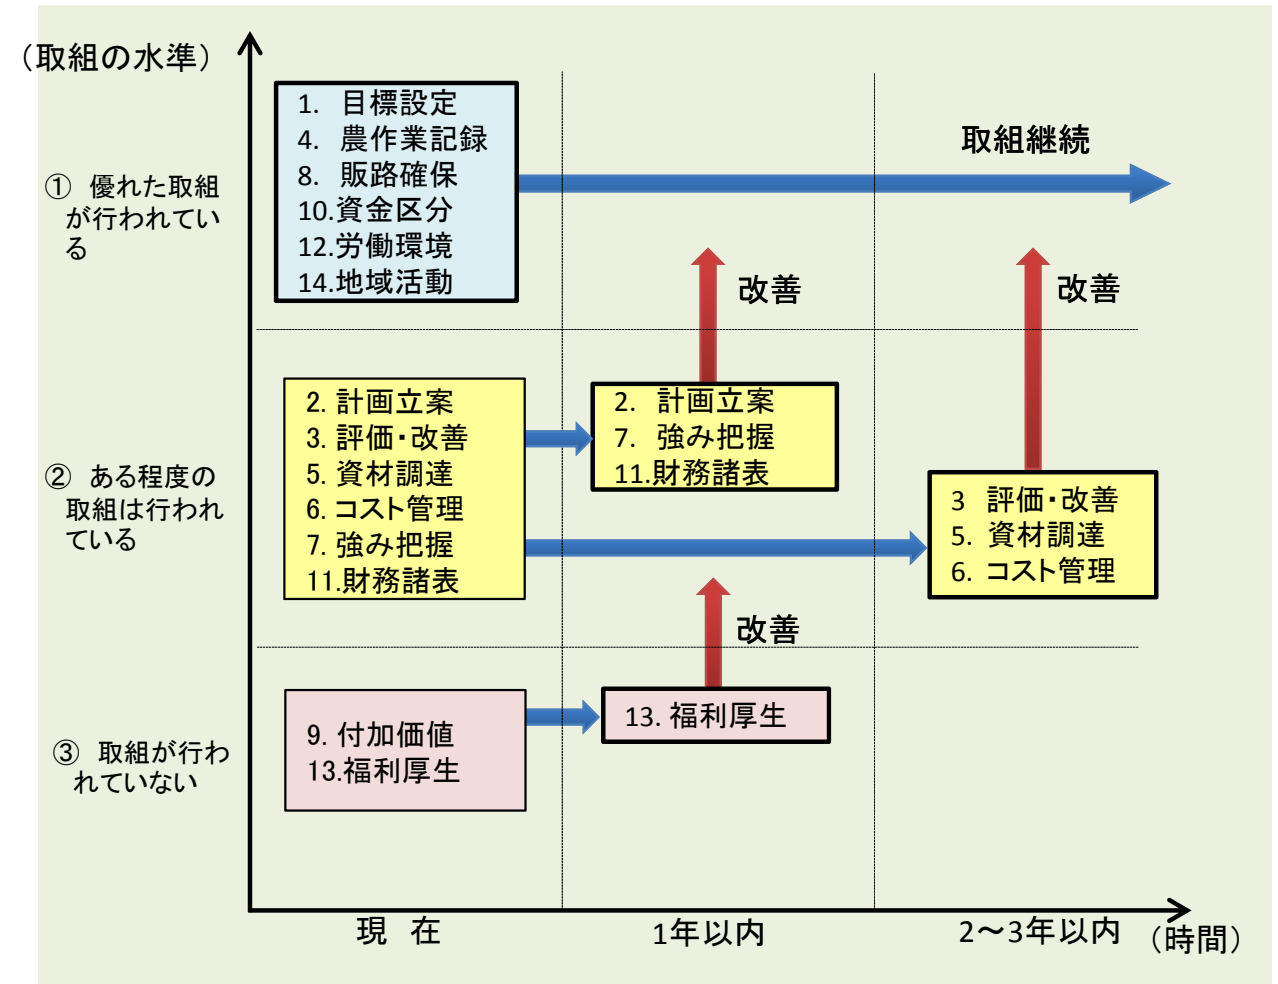 （取組の水準）
① 優れた取組
が行われてい
る
1. 目標設定
4. 農作業記録
8. 販路確保
10.資金区分
12.労働環境
14.地域活動
取組継続
改善
改善
② ある程度の
取組は行われ
ている
2. 計画立案
3. 評価・改善
5. 資材調達
6. コスト管理
7. 強み把握
11.財務諸表
2. 計画立案
7. 強み把握
11.財務諸表
3 評価・改善
5. 資材調達
6. コスト管理
改善
③ 取組が行わ
れていない
9. 付加価値
13.福利厚生
13. 福利厚生
現 在
1年以内
2～3年以内
（時間）